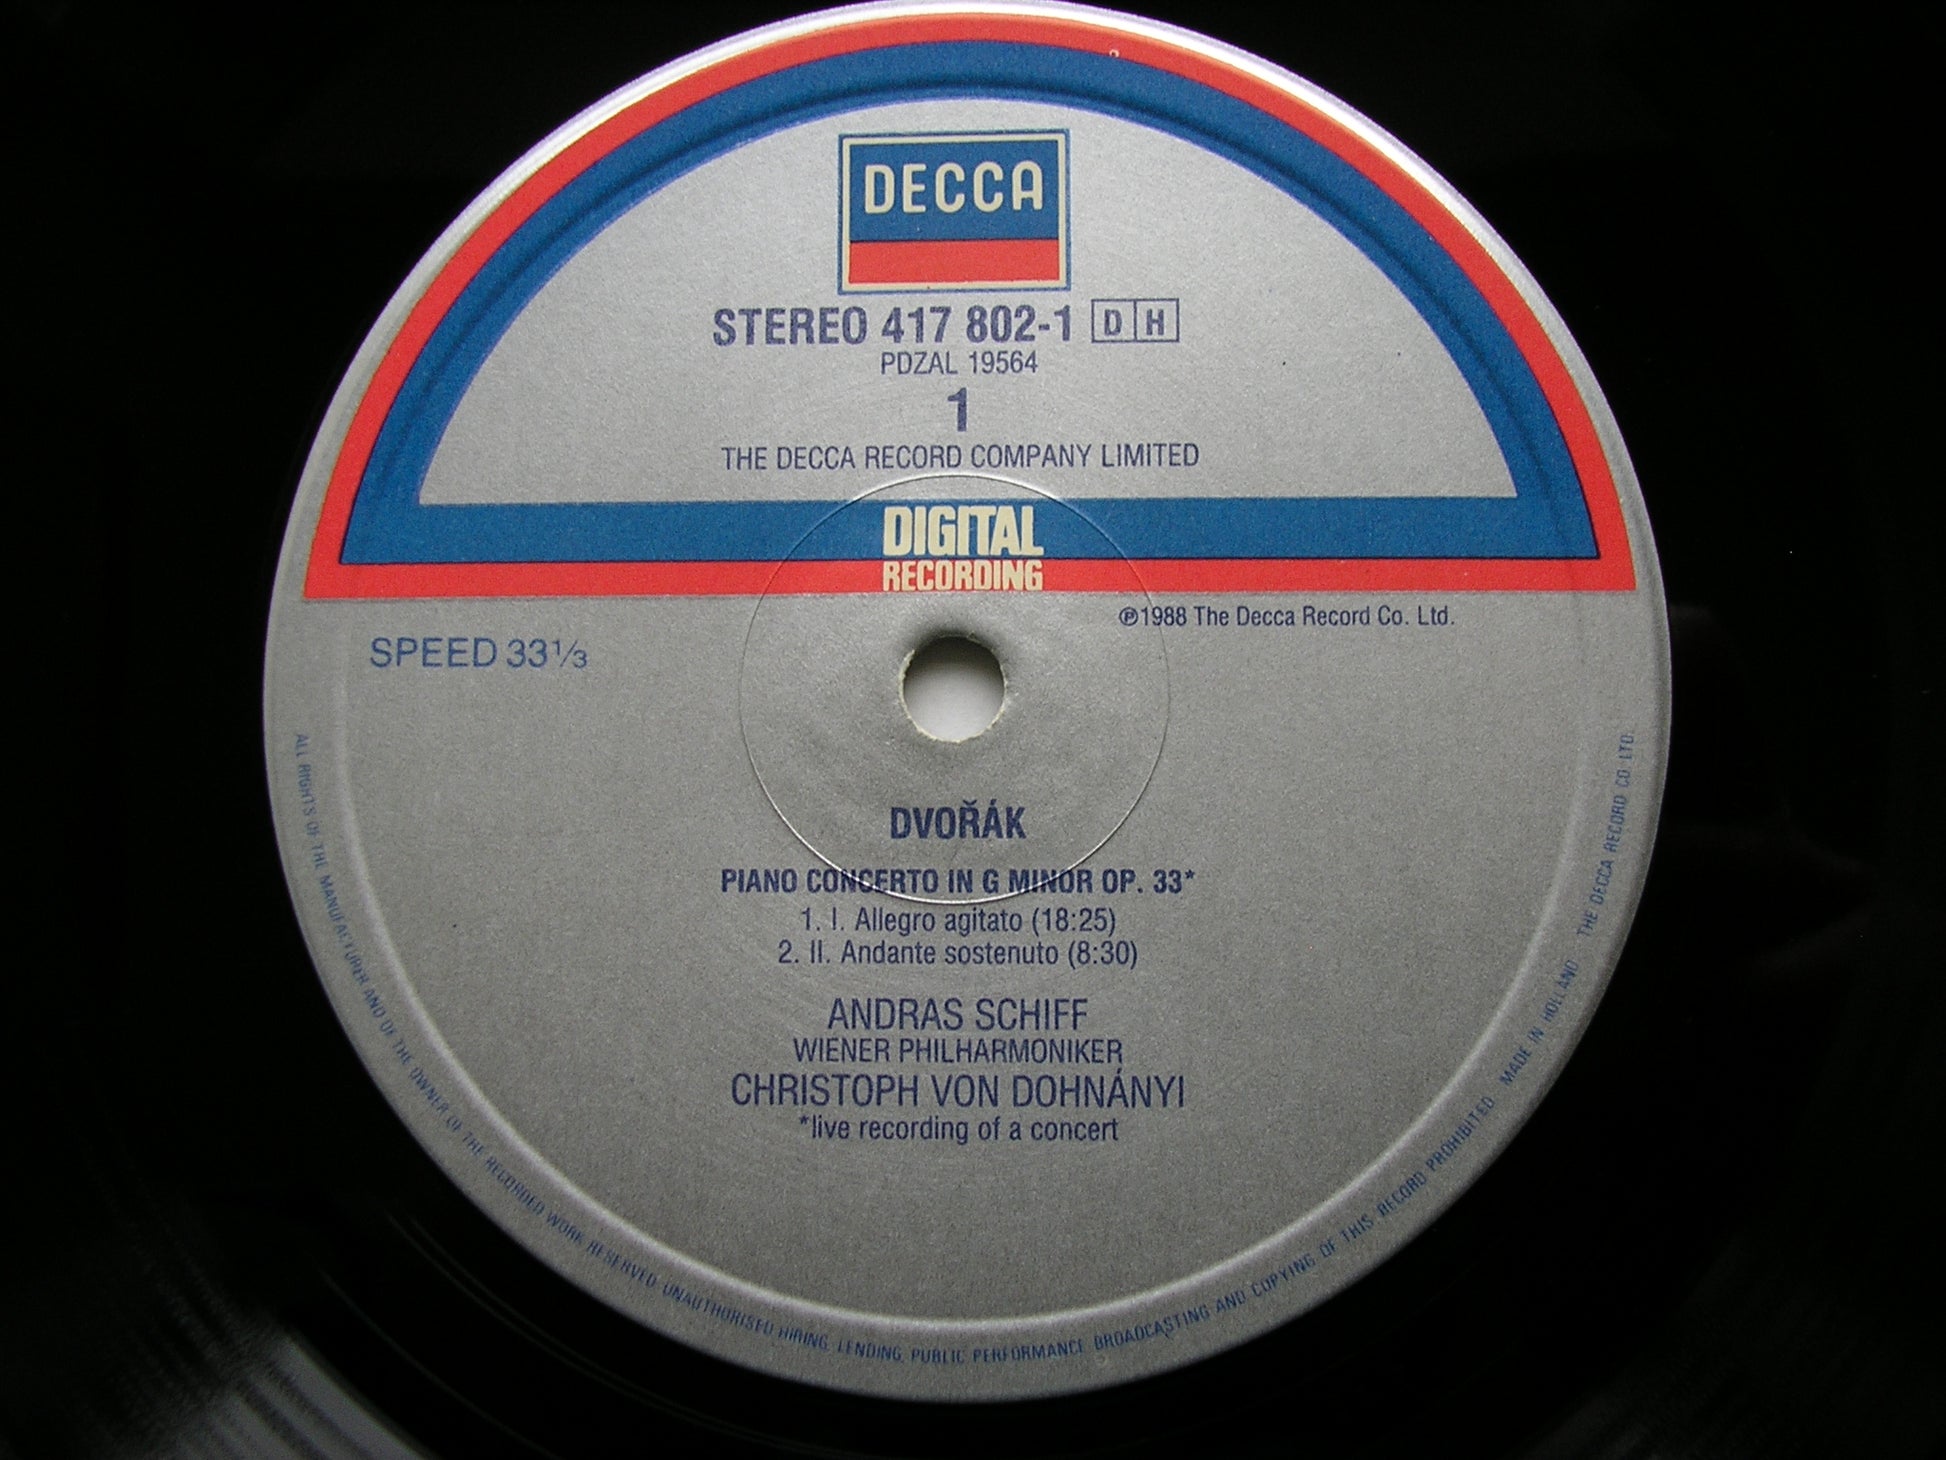 DECCA
STEREO 417 802-1 DH
PDZAL 19564
1
THE DECCA RECORD COMPANY LIMITED
DIGITAL
RECORDING
℗1988 The Decca Record Co. Ltd.
SPEED 33⅓
DVOŘÁK
PIANO CONCERTO IN G MINOR OP. 33*
1. I. Allegro agitato (18:25)
2. II. Andante sostenuto (8:30)
ANDRAS SCHIFF
WIENER PHILHARMONIKER
CHRISTOPH VON DOHNÁNYI
*live recording of a concert
ALL RIGHTS OF THE MANUFACTURER AND OF THE OWNER OF THE RECORDED WORK RESERVED UNAUTHORISED HIRING, LENDING, PUBLIC PERFORMANCE BROADCASTING AND COPYING OF THIS RECORD PROHIBITED MADE IN HOLLAND THE DECCA RECORD CO LTD.